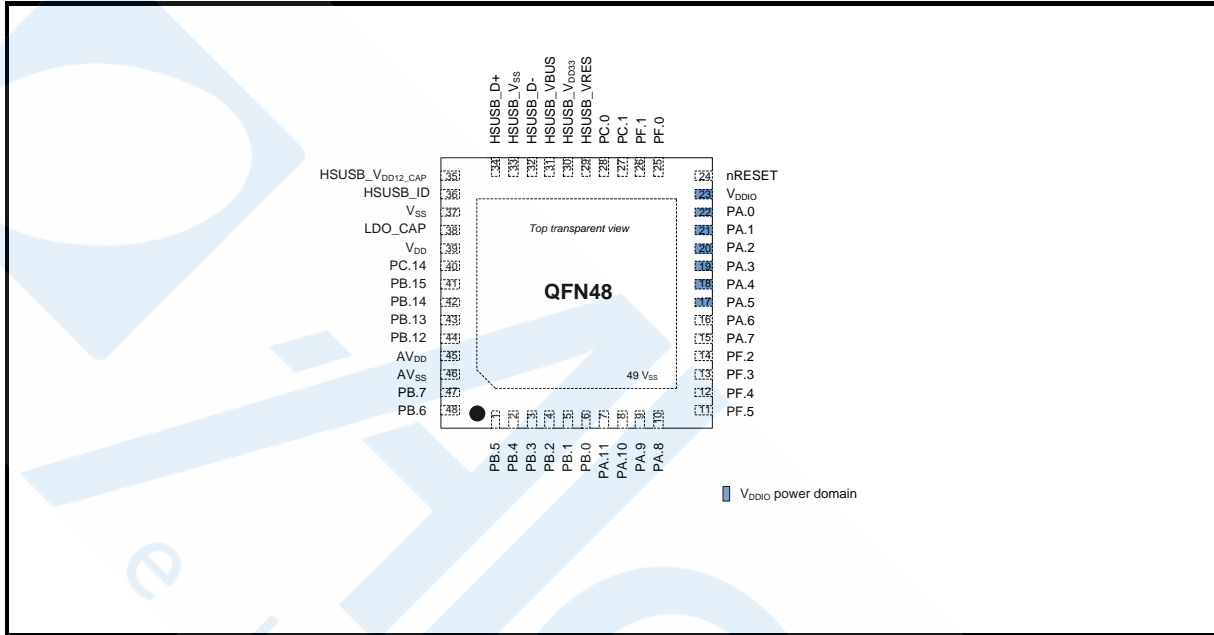 HSUSB_D+
HSUSB_VSS
HSUSB_D-
HSUSB_VBUS
HSUSB_VDD33
HSUSB_VRES
PC.0
PC.1
PF.1
PF.0
34
33
32
31
30
29
28
27
26
25
HSUSB_VDD12_CAP 35
HSUSB_ID 36
VSS 37
LDO_CAP 38
VDD 39
PC.14 40
PB.15 41
PB.14 42
PB.13 43
PB.12 44
AVDD 45
AVSS 46
PB.7 47
PB.6 48
Top transparent view
QFN48
49 VSS
24 nRESET
23 VDDIO
22 PA.0
21 PA.1
20 PA.2
19 PA.3
18 PA.4
17 PA.5
16 PA.6
15 PA.7
14 PF.2
13 PF.3
12 PF.4
11 PF.5
1
2
3
4
5
6
7
8
9
10
PB.5
PB.4
PB.3
PB.2
PB.1
PB.0
PA.11
PA.10
PA.9
PA.8
VDDIO power domain